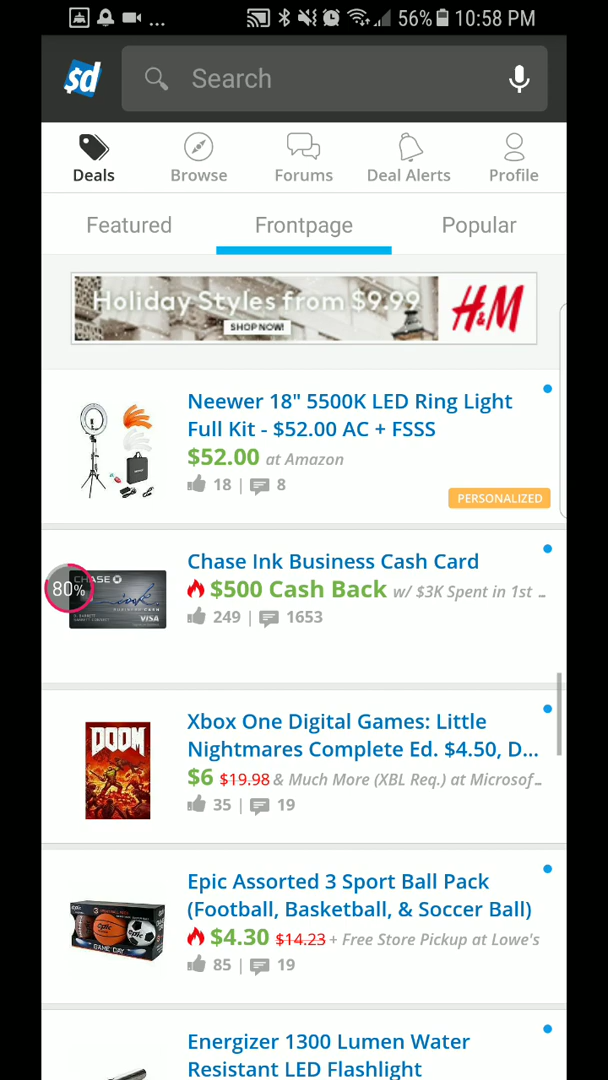 ... 56% 10:58 PM
$d Search
Deals Browse Forums Deal Alerts Profile
Featured Frontpage Popular
Holiday Styles from $9.99
SHOP NOW!
H&M
Neewer 18" 5500K LED Ring Light
Full Kit - $52.00 AC + FSSS
$52.00 at Amazon
18 | 8
PERSONALIZED
80%
CHASE
VISA
Chase Ink Business Cash Card
$500 Cash Back w/ $3K Spent in 1st ...
249 | 1653
DOOM
Xbox One Digital Games: Little
Nightmares Complete Ed. $4.50, D...
$6 $19.98 & Much More (XBL Req.) at Microsof...
35 | 19
epic
GAME DAY
Epic Assorted 3 Sport Ball Pack
(Football, Basketball, & Soccer Ball)
$4.30 $14.23 + Free Store Pickup at Lowe's
85 | 19
Energizer 1300 Lumen Water
Resistant LED Flashlight